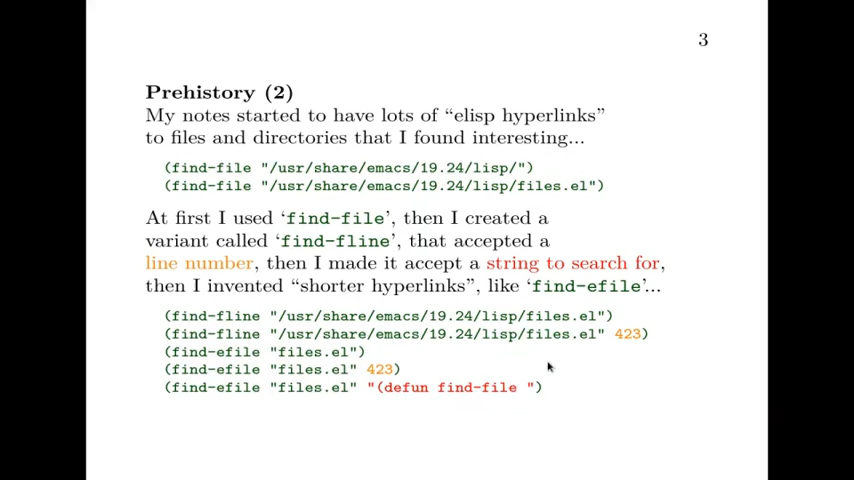 3
Prehistory (2)
My notes started to have lots of “elisp hyperlinks”
to files and directories that I found interesting...
(find-file "/usr/share/emacs/19.24/lisp/")
(find-file "/usr/share/emacs/19.24/lisp/files.el")
At first I used ‘find-file’, then I created a
variant called ‘find-fline’, that accepted a
line number, then I made it accept a string to search for,
then I invented “shorter hyperlinks”, like ‘find-efile’...
(find-fline "/usr/share/emacs/19.24/lisp/files.el")
(find-fline "/usr/share/emacs/19.24/lisp/files.el" 423)
(find-efile "files.el")
(find-efile "files.el" 423)
(find-efile "files.el" "(defun find-file ")